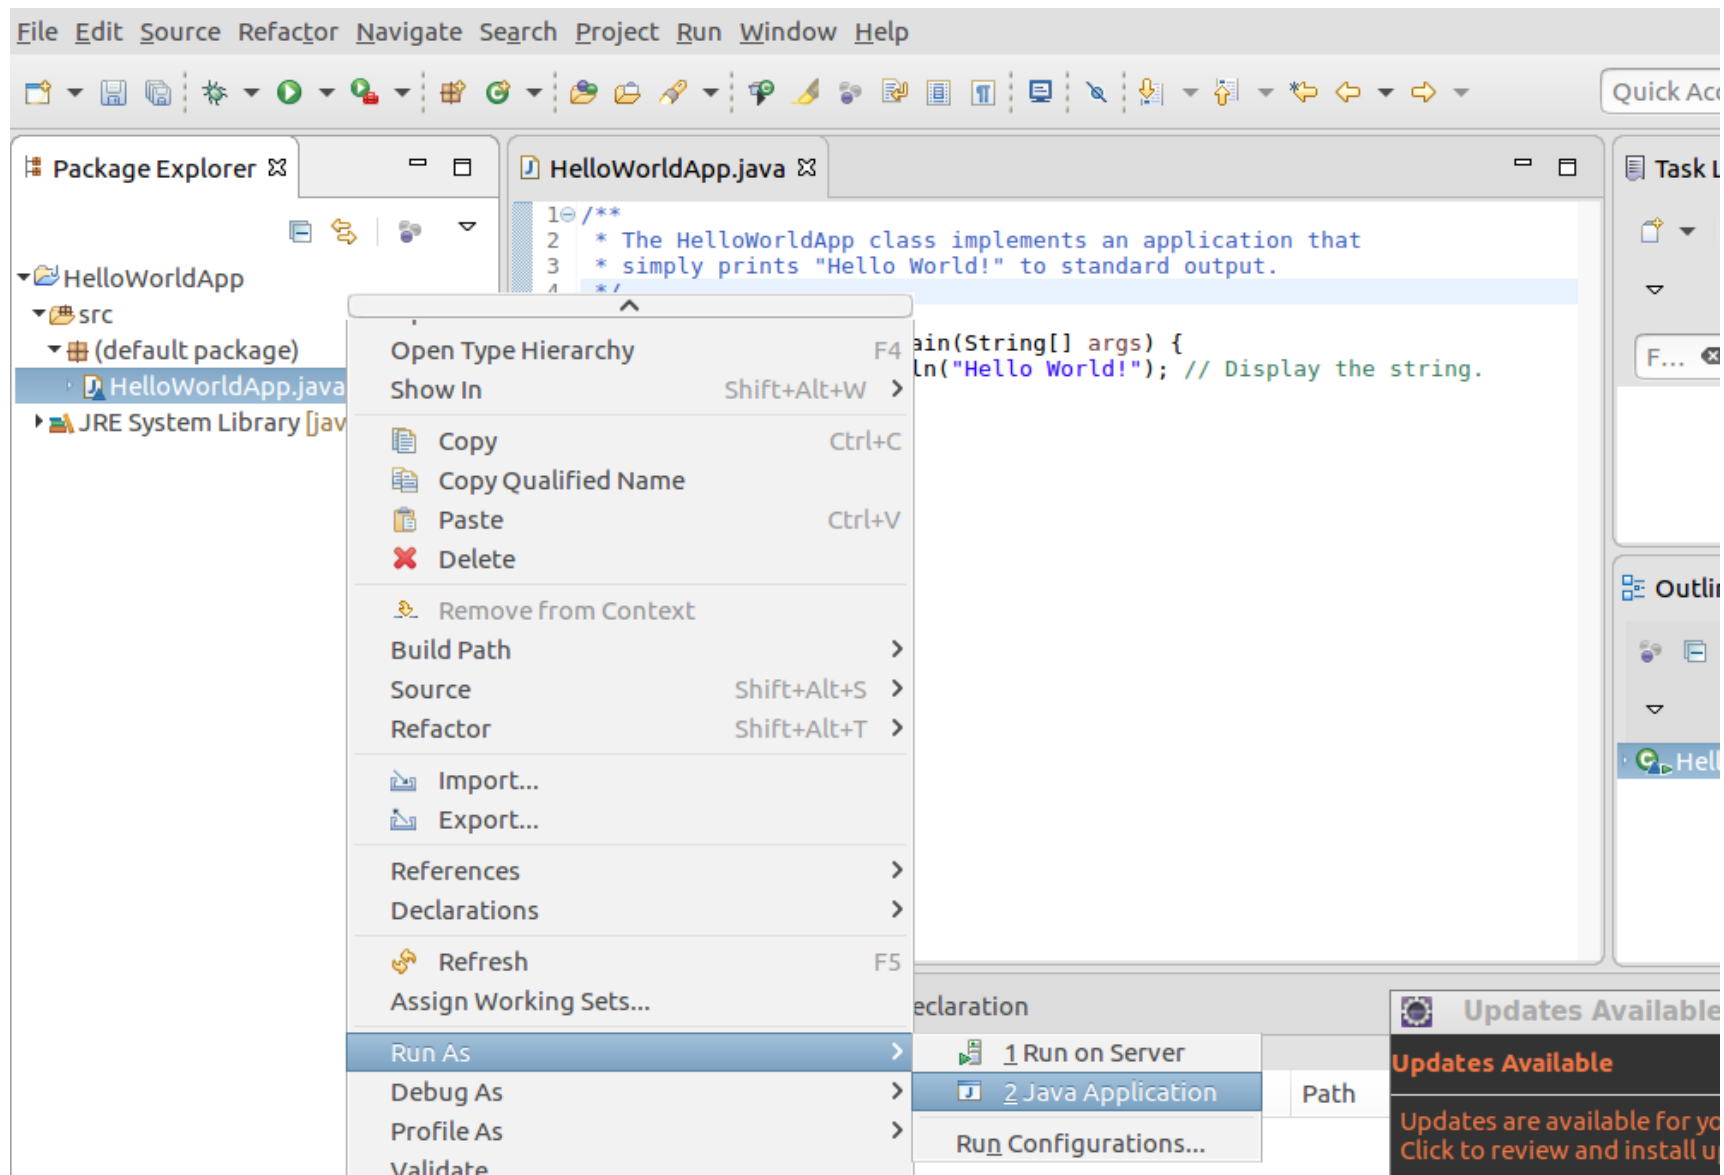 File Edit Source Refactor Navigate Search Project Run Window Help
Quick Acc
Package Explorer
HelloWorldApp.java
Task L
1 /**
2 * The HelloWorldApp class implements an application that
3 * simply prints "Hello World!" to standard output.
4 */
ain(String[] args) {
ln("Hello World!"); // Display the string.
HelloWorldApp
src
(default package)
HelloWorldApp.java
JRE System Library [jav
F...
Outli
Hell
Open Type Hierarchy F4
Show In Shift+Alt+W
Copy Ctrl+C
Copy Qualified Name
Paste Ctrl+V
Delete
Remove from Context
Build Path
Source Shift+Alt+S
Refactor Shift+Alt+T
Import...
Export...
References
Declarations
Refresh F5
Assign Working Sets...
Run As
Debug As
Profile As
Validate
1 Run on Server
2 Java Application
Run Configurations...
eclaration
Path
Updates Available
Updates Available
Updates are available for yo
Click to review and install u